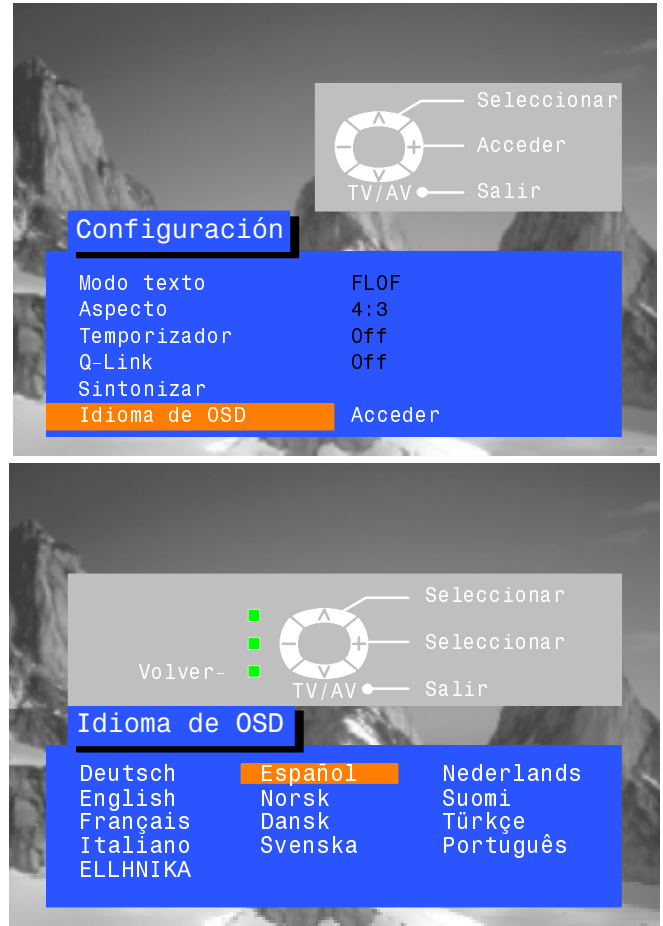 Seleccionar
Acceder
TV/AV Salir
Configuración
Modo texto FLOF
Aspecto 4:3
Temporizador Off
Q-Link Off
Sintonizar
Idioma de OSD Acceder
Seleccionar
Seleccionar
Volver-
TV/AV Salir
Idioma de OSD
Deutsch Español Nederlands
English Norsk Suomi
Français Dansk Türkçe
Italiano Svenska Português
ELLHNIKA